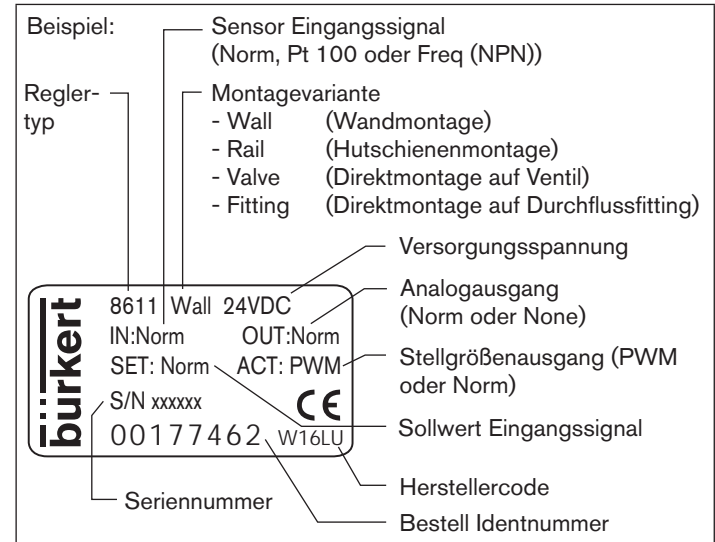 Beispiel:
Sensor Eingangssignal
(Norm, Pt 100 oder Freq (NPN))
Regler-
typ
Montagevariante
- Wall (Wandmontage)
- Rail (Hutschienenmontage)
- Valve (Direktmontage auf Ventil)
- Fitting (Direktmontage auf Durchflussfitting)
Versorgungsspannung
Analogausgang
(Norm oder None)
Stellgrößenausgang (PWM
oder Norm)
Sollwert Eingangssignal
Herstellercode
Bestell Identnummer
Seriennummer
bürkert
8611 Wall 24VDC
IN:Norm OUT:Norm
SET: Norm ACT: PWM
S/N xxxxxx CE
00177462 W16LU